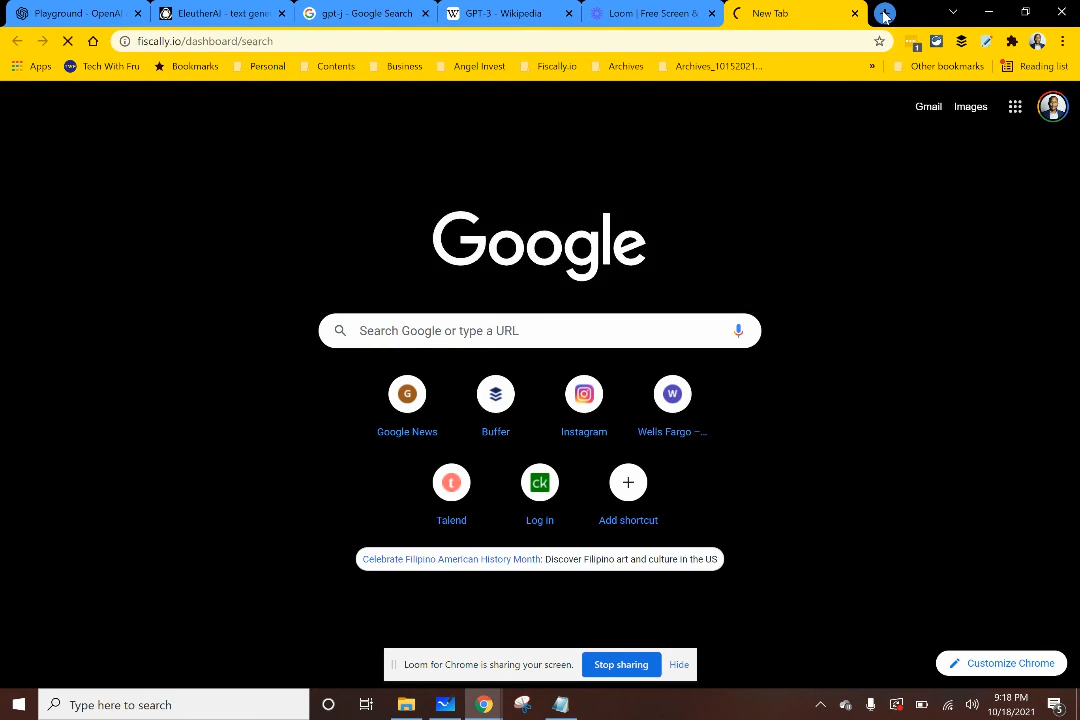 Playground - OpenAI
EleutherAI - text gene
gpt-j - Google Search
GPT-3 - Wikipedia
Loom | Free Screen &
New Tab
fiscally.io/dashboard/search
1
Apps
Tech With Fru
Bookmarks
Personal
Contents
Business
Angel Invest
Fiscally.io
Archives
Archives_10152021...
»
Other bookmarks
Reading list
Gmail
Images
Google
Search Google or type a URL
G
W
Google News
Buffer
Instagram
Wells Fargo –...
t
ck
Talend
Log in
Add shortcut
Celebrate Filipino American History Month: Discover Filipino art and culture in the US
Loom for Chrome is sharing your screen.
Stop sharing
Hide
Customize Chrome
Type here to search
9:18 PM
10/18/2021
5